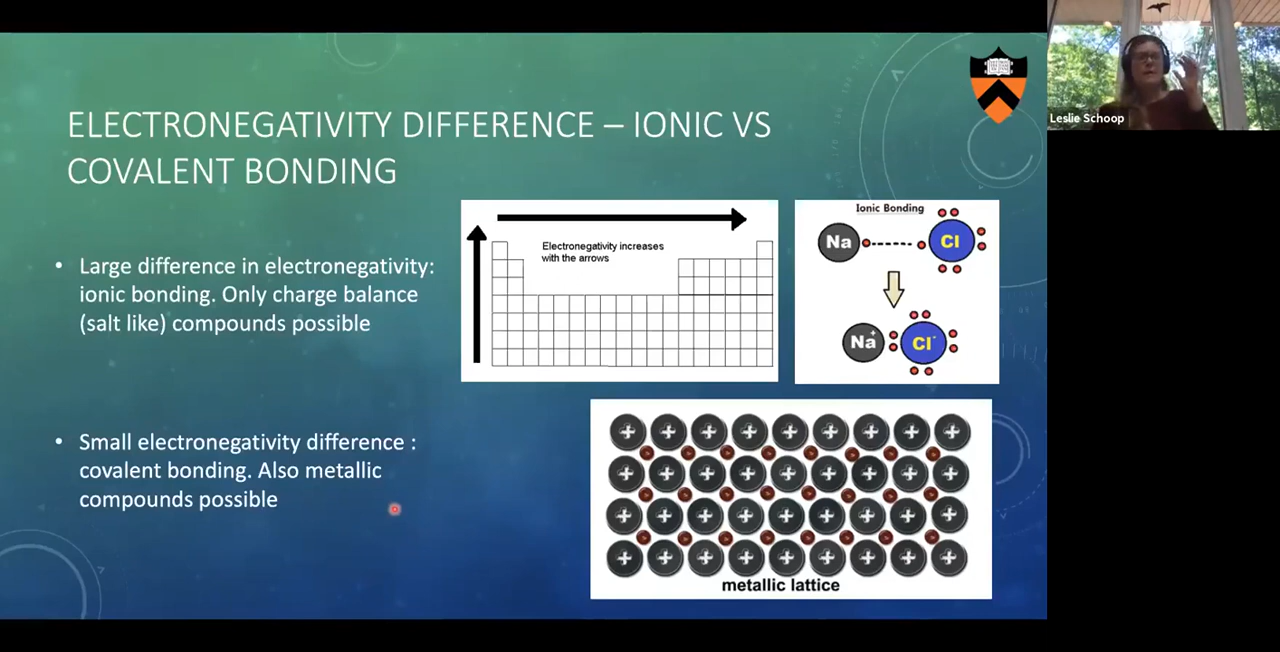 ELECTRONEGATIVITY DIFFERENCE – IONIC VS
COVALENT BONDING
Leslie Schoop
• Large difference in electronegativity:
ionic bonding. Only charge balance
(salt like) compounds possible
Electronegativity increases
with the arrows
Ionic Bonding
Na
Cl
Na+
Cl-
• Small electronegativity difference :
covalent bonding. Also metallic
compounds possible
+ + + + + + + + +
+ + + + + + + + +
+ + + + + + + + +
+ + + + + + + + +
metallic lattice